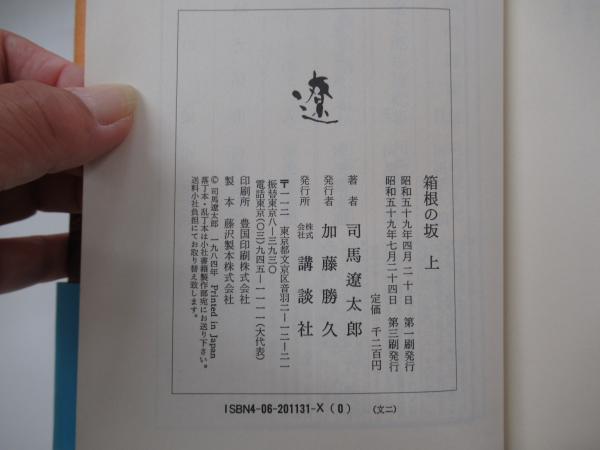 遼
箱根の坂 上
昭和五十九年四月二十日 第一刷発行
昭和五十九年七月二十四日 第三刷発行
定価 千二百円
著者 司馬遼太郎
発行者 加藤勝久
発行所 株式会社 講談社
〒一一二 東京都文京区音羽二-一二-二一
振替東京八-三九三〇
電話東京(〇三)九四五-一一一一(大代表)
印刷所 豊国印刷株式会社
製本 藤沢製本株式会社
© 司馬遼太郎 一九八四年 Printed in Japan
落丁本・乱丁本は小社書籍製作部宛にお送り下さい。
送料小社負担にてお取り替え致します。
ISBN4-06-201131-X (0) (文二)